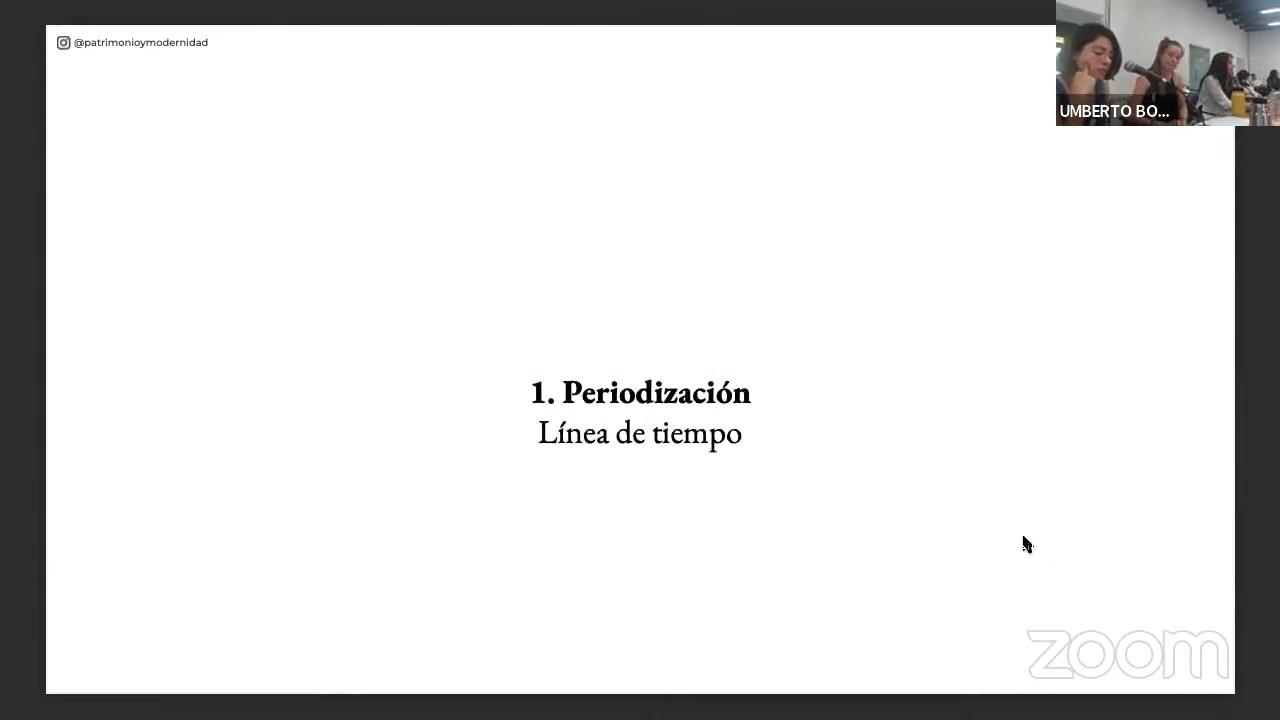 @patrimonioymodernidad
UMBERTO BO...
1. Periodización
Línea de tiempo
zoom